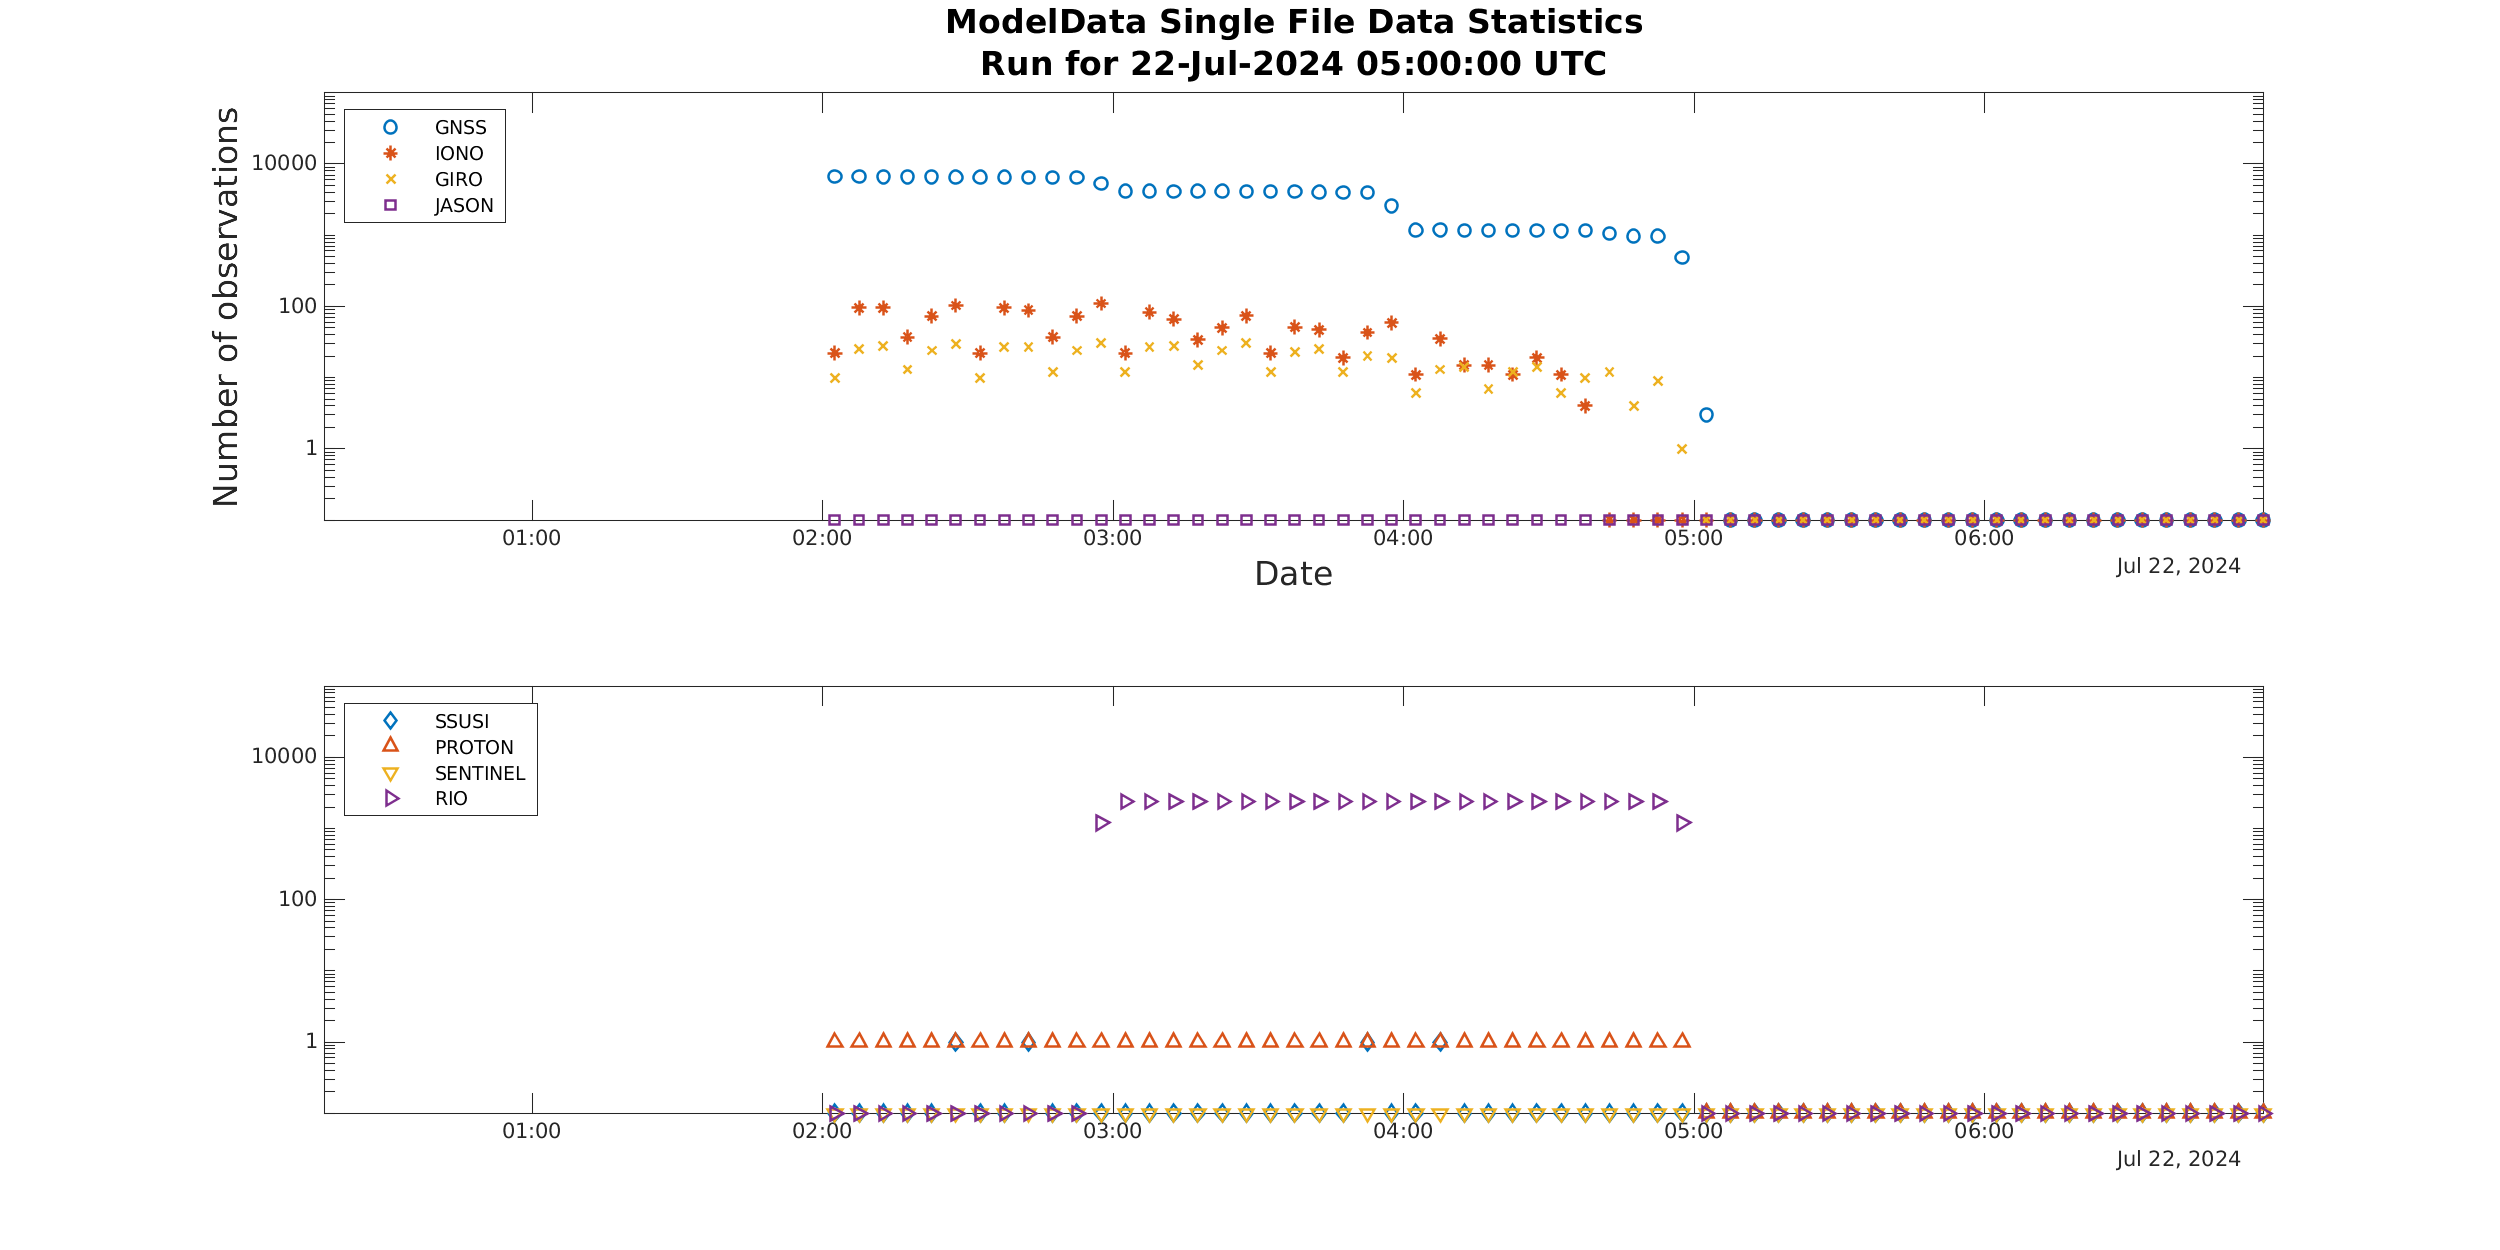 ModelData Single File Data Statistics
Run for 22-Jul-2024 05:00:00 UTC
Number of observations
10000
100
1
GNSS
IONO
GIRO
JASON
01:00 02:00 03:00 04:00 05:00 06:00
Jul 22, 2024
Date
10000
100
1
SSUSI
PROTON
SENTINEL
RIO
01:00 02:00 03:00 04:00 05:00 06:00
Jul 22, 2024